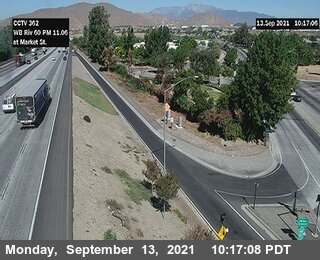 CCTV 362
WB Riv 60 PM 11.06
at Market St.
13 Sep 2021 10:17:06
Monday, September 13, 2021 10:17:08 PDT